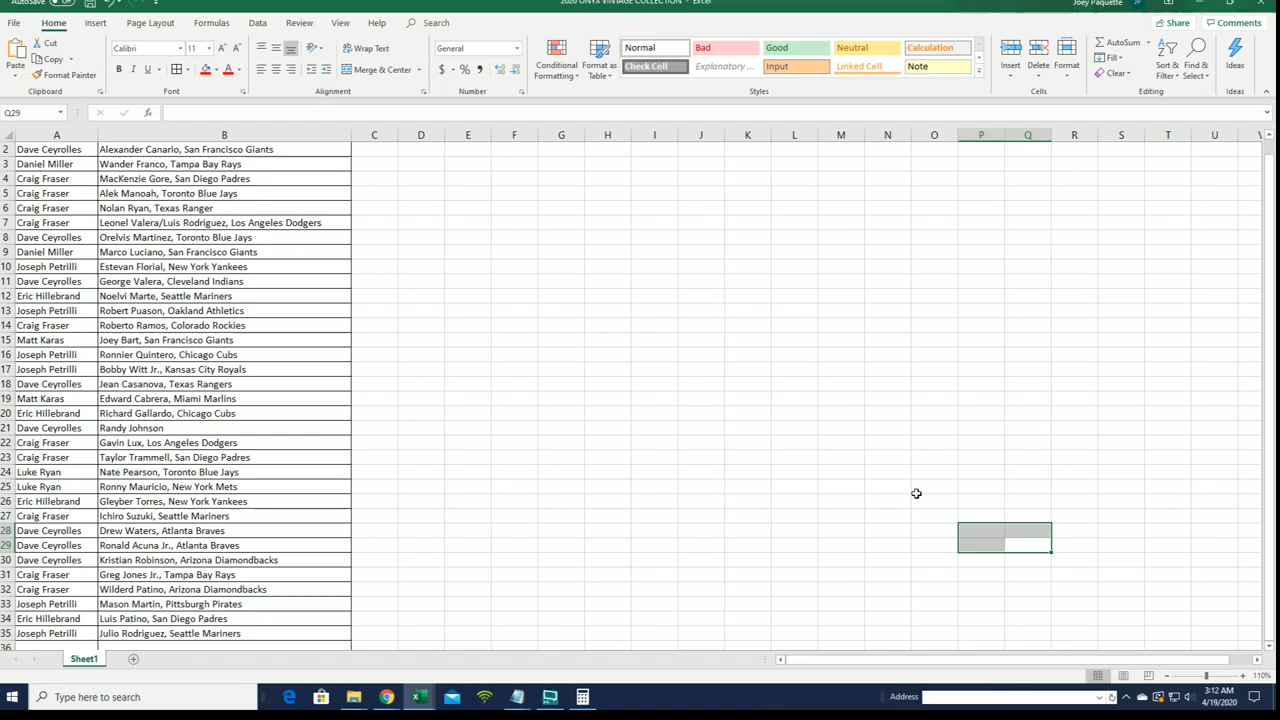 AutoSave Off 2020 ONYX VINTAGE COLLECTION - Excel Joey Paquette JP
File Home Insert Page Layout Formulas Data Review View Help Search Share Comments
Paste Cut Copy Format Painter Clipboard
Calibri 11 A A B I U A Font
Wrap Text Merge & Center Alignment
General $ % , Number
Conditional Formatting Format as Table
Normal Bad Good Neutral Calculation
Check Cell Explanatory ... Input Linked Cell Note
Styles
Insert Delete Format Cells
AutoSum Fill Clear Sort & Filter Find & Select Editing
Ideas Ideas
Q29 fx
A B C D E F G H I J K L M N O P Q R S T U
2 Dave Ceyrolles Alexander Canario, San Francisco Giants
3 Daniel Miller Wander Franco, Tampa Bay Rays
4 Craig Fraser MacKenzie Gore, San Diego Padres
5 Craig Fraser Alek Manoah, Toronto Blue Jays
6 Craig Fraser Nolan Ryan, Texas Ranger
7 Craig Fraser Leonel Valera/Luis Rodriguez, Los Angeles Dodgers
8 Dave Ceyrolles Orelvis Martinez, Toronto Blue Jays
9 Daniel Miller Marco Luciano, San Francisco Giants
10 Joseph Petrilli Estevan Florial, New York Yankees
11 Dave Ceyrolles George Valera, Cleveland Indians
12 Eric Hillebrand Noelvi Marte, Seattle Mariners
13 Joseph Petrilli Robert Puason, Oakland Athletics
14 Craig Fraser Roberto Ramos, Colorado Rockies
15 Matt Karas Joey Bart, San Francisco Giants
16 Joseph Petrilli Ronnier Quintero, Chicago Cubs
17 Joseph Petrilli Bobby Witt Jr., Kansas City Royals
18 Dave Ceyrolles Jean Casanova, Texas Rangers
19 Matt Karas Edward Cabrera, Miami Marlins
20 Eric Hillebrand Richard Gallardo, Chicago Cubs
21 Dave Ceyrolles Randy Johnson
22 Craig Fraser Gavin Lux, Los Angeles Dodgers
23 Craig Fraser Taylor Trammell, San Diego Padres
24 Luke Ryan Nate Pearson, Toronto Blue Jays
25 Luke Ryan Ronny Mauricio, New York Mets
26 Eric Hillebrand Gleyber Torres, New York Yankees
27 Craig Fraser Ichiro Suzuki, Seattle Mariners
28 Dave Ceyrolles Drew Waters, Atlanta Braves
29 Dave Ceyrolles Ronald Acuna Jr., Atlanta Braves
30 Dave Ceyrolles Kristian Robinson, Arizona Diamondbacks
31 Craig Fraser Greg Jones Jr., Tampa Bay Rays
32 Craig Fraser Wilderd Patino, Arizona Diamondbacks
33 Joseph Petrilli Mason Martin, Pittsburgh Pirates
34 Eric Hillebrand Luis Patino, San Diego Padres
35 Joseph Petrilli Julio Rodriguez, Seattle Mariners
36
Sheet1
110%
Type here to search Address 3:12 AM
4/19/2020